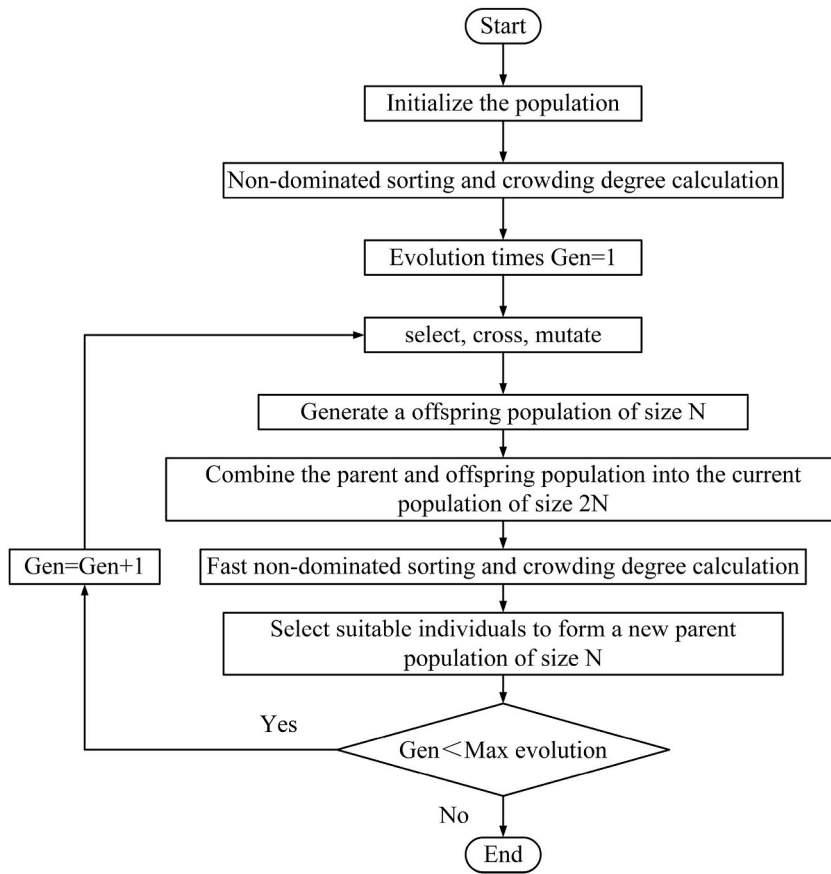 Start
Initialize the population
Non-dominated sorting and crowding degree calculation
Evolution times Gen=1
select, cross, mutate
Generate a offspring population of size N
Combine the parent and offspring population into the current
population of size 2N
Gen=Gen+1
Fast non-dominated sorting and crowding degree calculation
Select suitable individuals to form a new parent
population of size N
Yes
Gen＜Max evolution
No
End